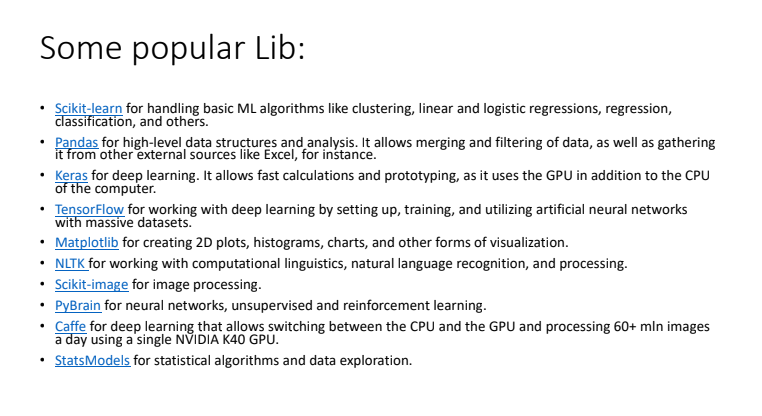 Some popular Lib:
• Scikit-learn for handling basic ML algorithms like clustering, linear and logistic regressions, regression,
classification, and others.
• Pandas for high-level data structures and analysis. It allows merging and filtering of data, as well as gathering
it from other external sources like Excel, for instance.
• Keras for deep learning. It allows fast calculations and prototyping, as it uses the GPU in addition to the CPU
of the computer.
• TensorFlow for working with deep learning by setting up, training, and utilizing artificial neural networks
with massive datasets.
• Matplotlib for creating 2D plots, histograms, charts, and other forms of visualization.
• NLTK for working with computational linguistics, natural language recognition, and processing.
• Scikit-image for image processing.
• PyBrain for neural networks, unsupervised and reinforcement learning.
• Caffe for deep learning that allows switching between the CPU and the GPU and processing 60+ mln images
a day using a single NVIDIA K40 GPU.
• StatsModels for statistical algorithms and data exploration.